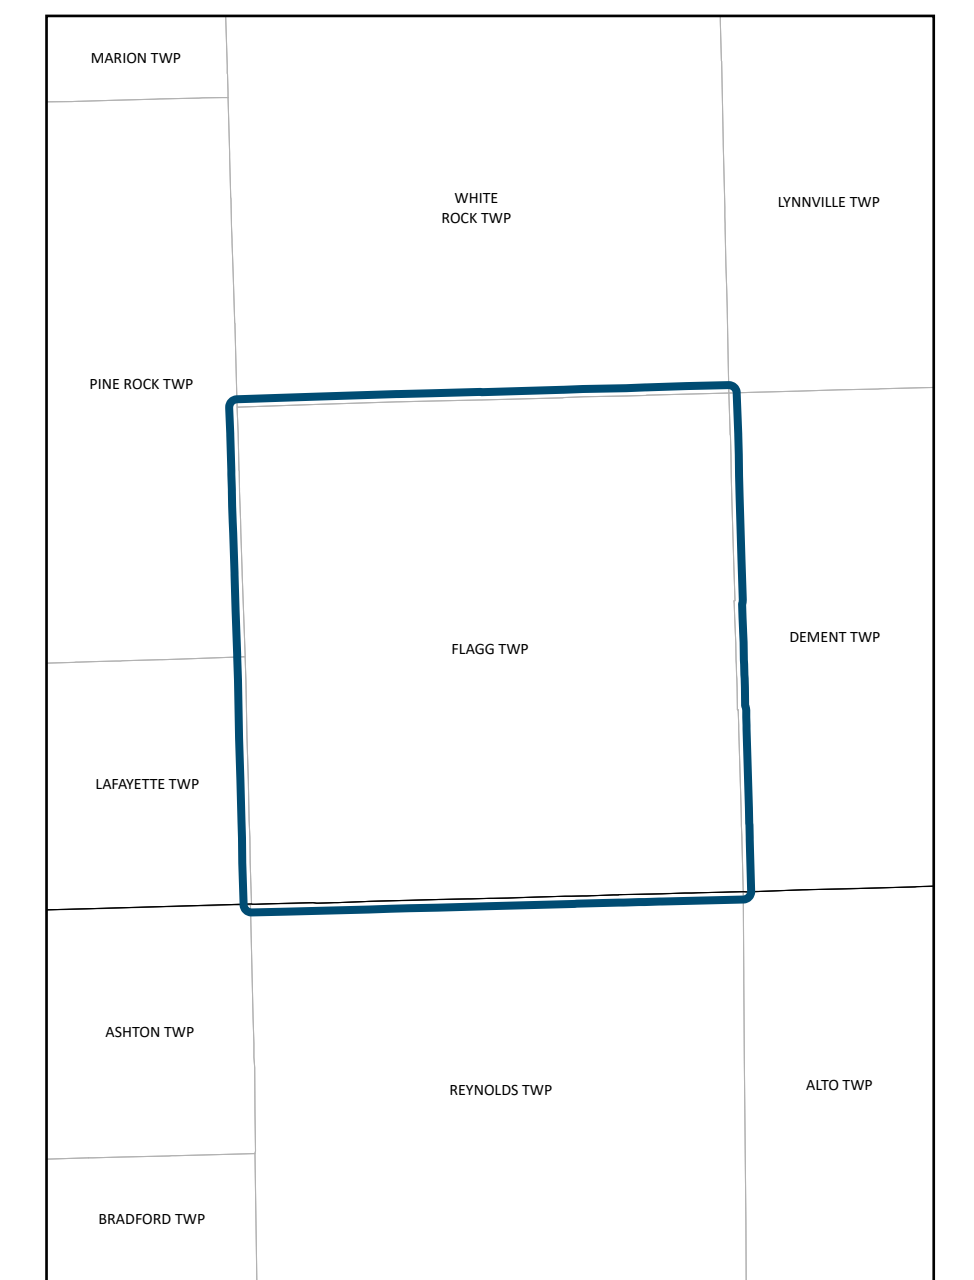 MARION TWP
WHITE
ROCK TWP
LYNNVILLE TWP
PINE ROCK TWP
FLAGG TWP
DEMENT TWP
LAFAYETTE TWP
ASHTON TWP
REYNOLDS TWP
ALTO TWP
BRADFORD TWP